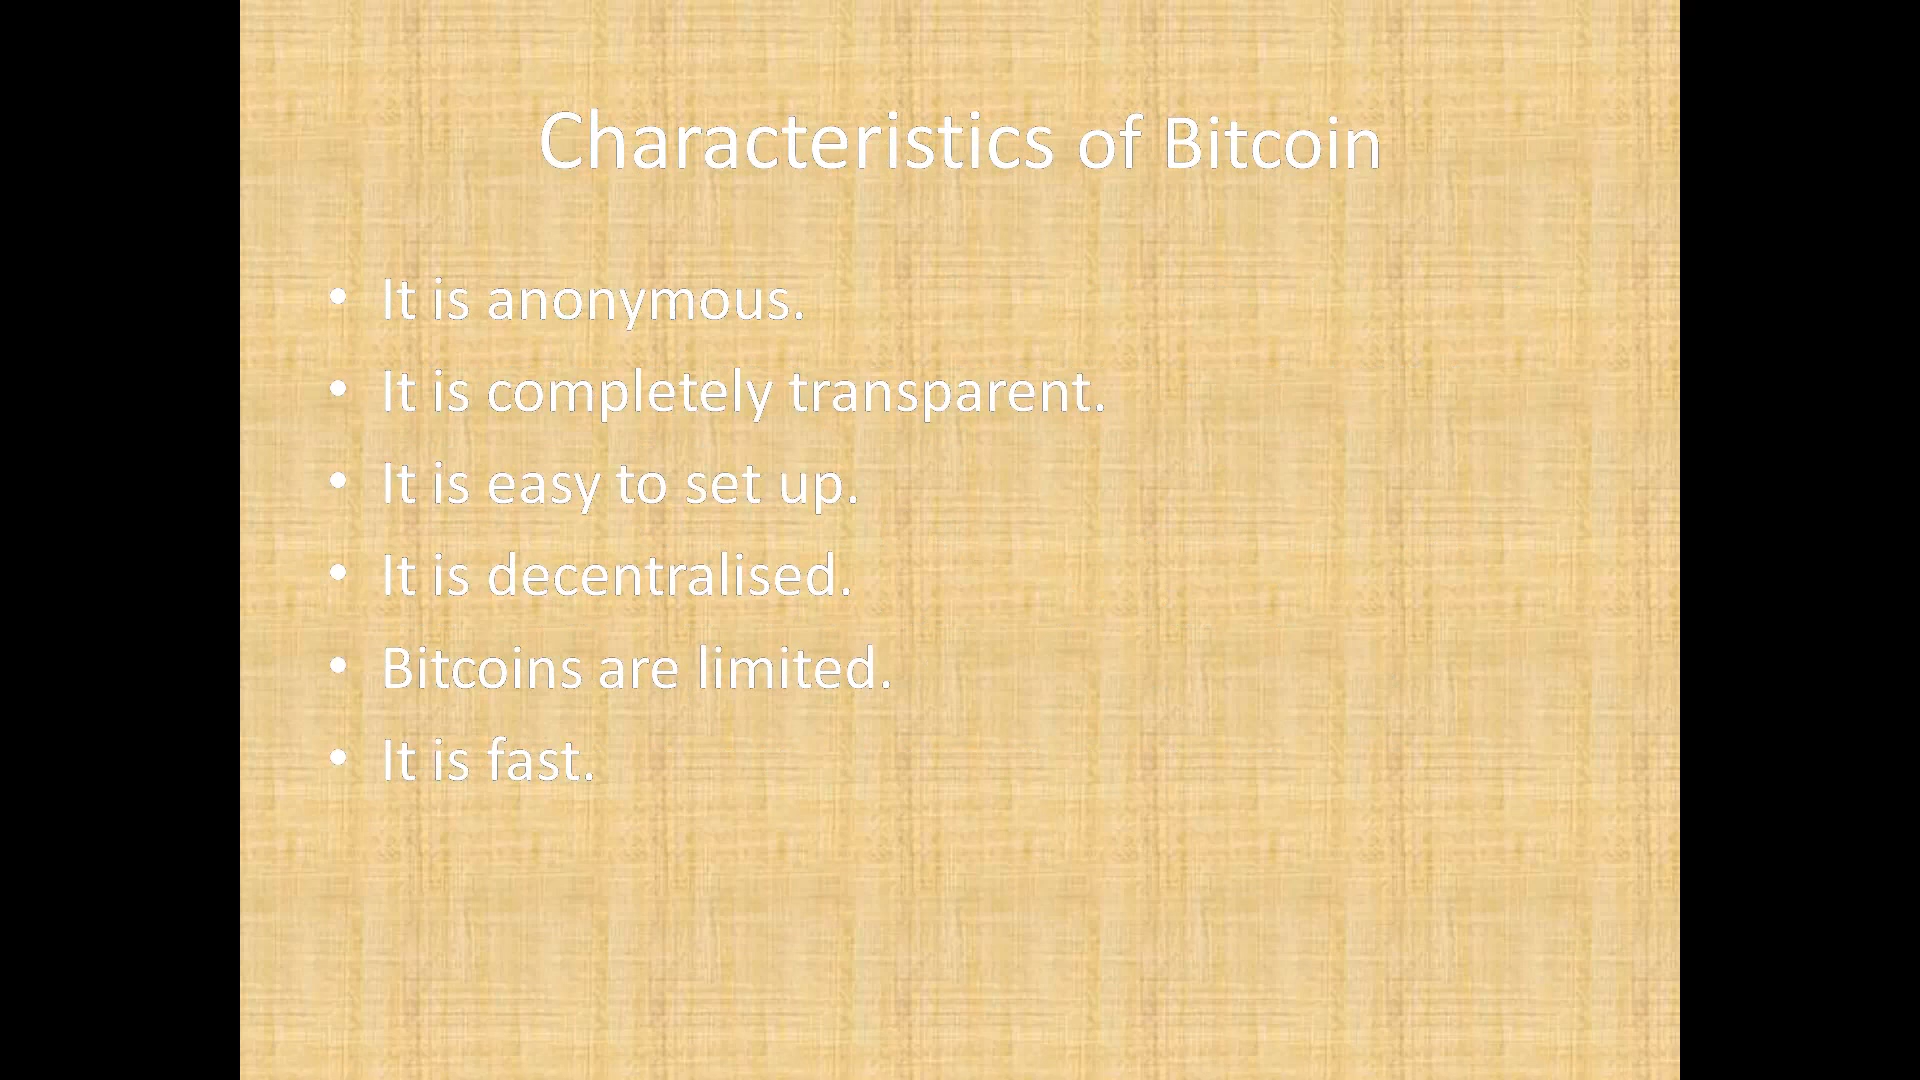 Characteristics of Bitcoin
• It is anonymous.
• It is completely transparent.
• It is easy to set up.
• It is decentralised.
• Bitcoins are limited.
• It is fast.